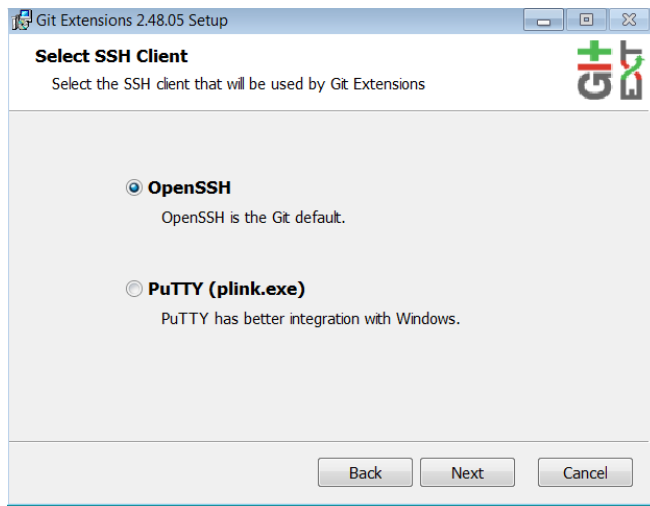 Git Extensions 2.48.05 Setup
Select SSH Client
Select the SSH client that will be used by Git Extensions
Git Ext
OpenSSH
OpenSSH is the Git default.
PuTTY (plink.exe)
PuTTY has better integration with Windows.
Back Next Cancel